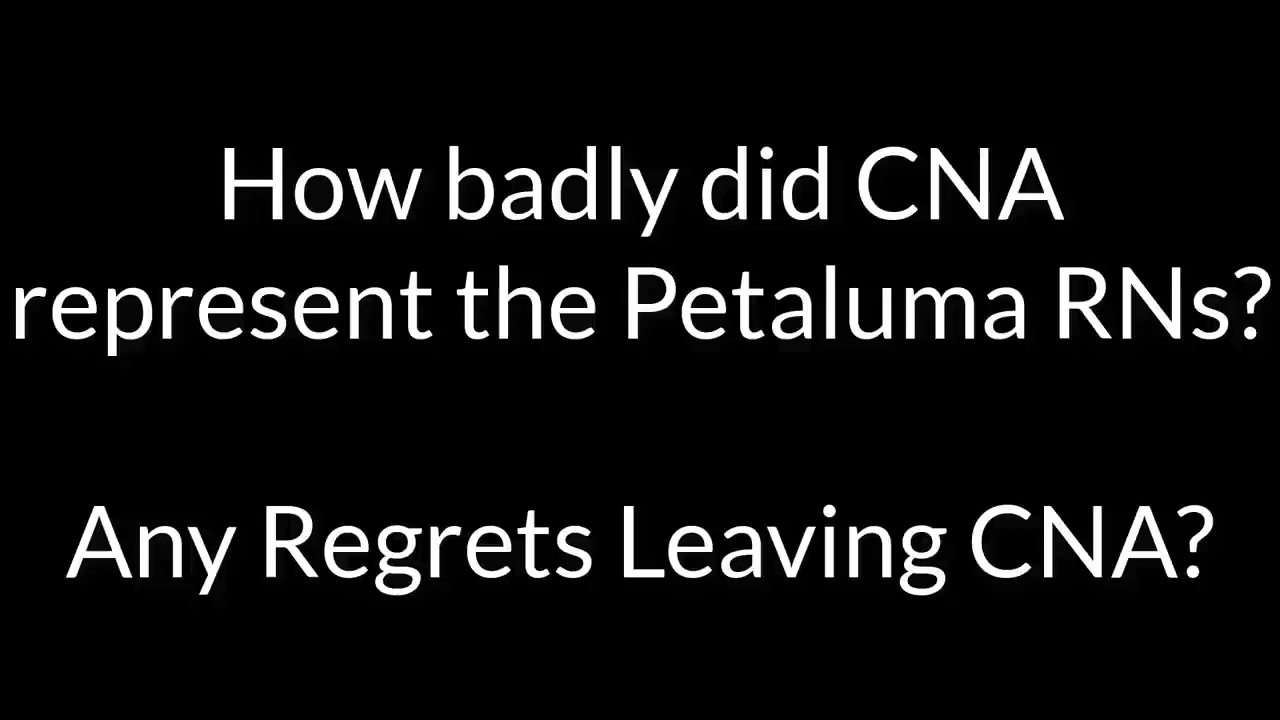 How badly did CNA
represent the Petaluma RNs?
Any Regrets Leaving CNA?